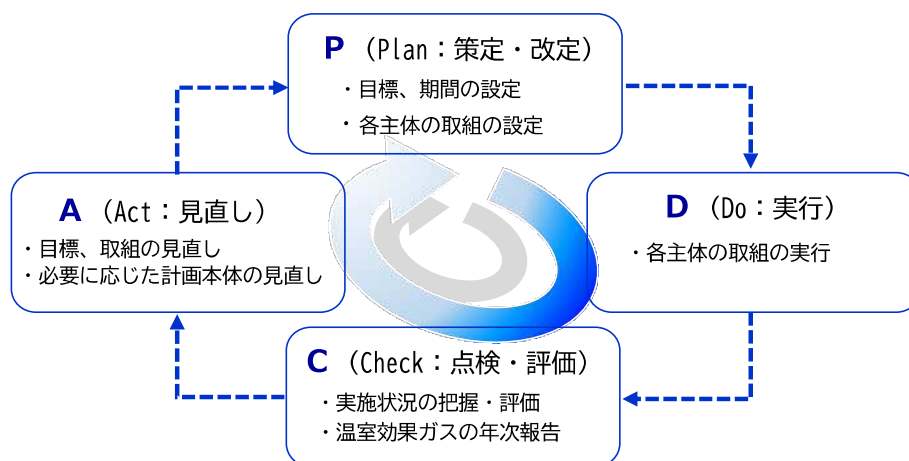 P (Plan：策定・改定)
・目標、期間の設定
・各主体の取組の設定
A (Act：見直し)
・目標、取組の見直し
・必要に応じた計画本体の見直し
D (Do：実行)
・各主体の取組の実行
C (Check：点検・評価)
・実施状況の把握・評価
・温室効果ガスの年次報告